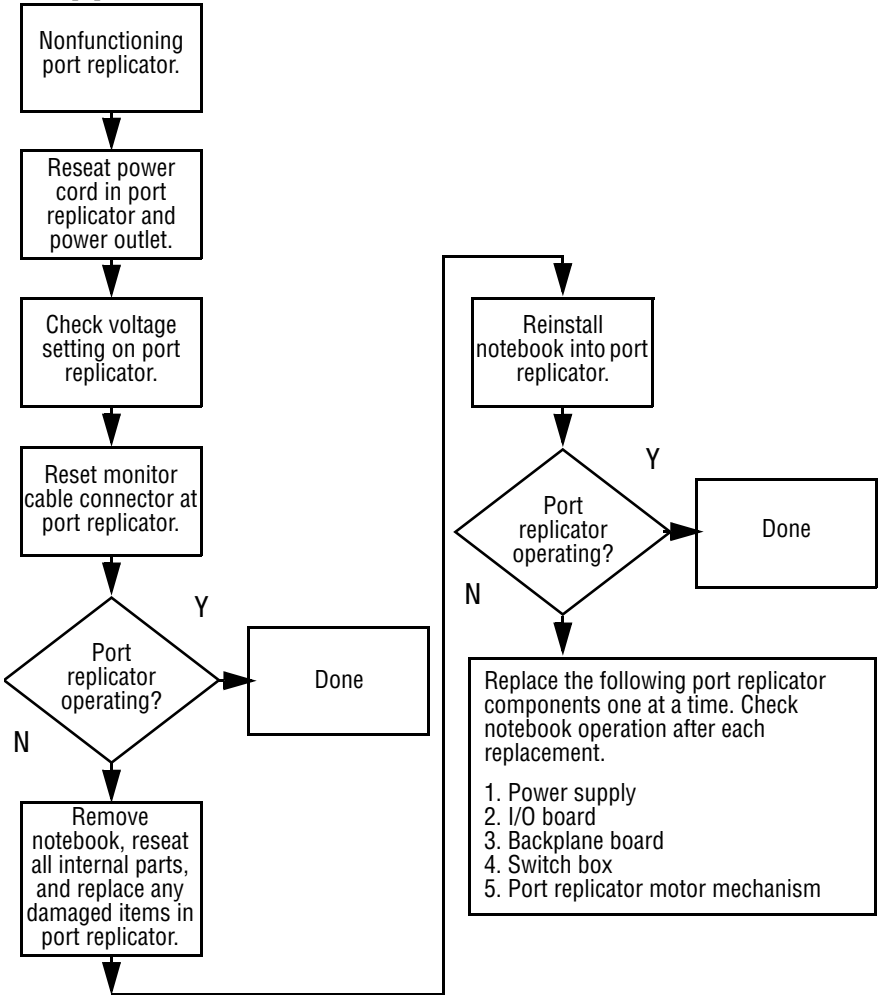 Nonfunctioning
port replicator.
Reseat power
cord in port
replicator and
power outlet.
Check voltage
setting on port
replicator.
Reset monitor
cable connector at
port replicator.
Port
replicator
operating?
Y
Done
N
Remove
notebook, reseat
all internal parts,
and replace any
damaged items in
port replicator.
Reinstall
notebook into port
replicator.
Port
replicator
operating?
Y
Done
N
Replace the following port replicator
components one at a time. Check
notebook operation after each
replacement.
1. Power supply
2. I/O board
3. Backplane board
4. Switch box
5. Port replicator motor mechanism